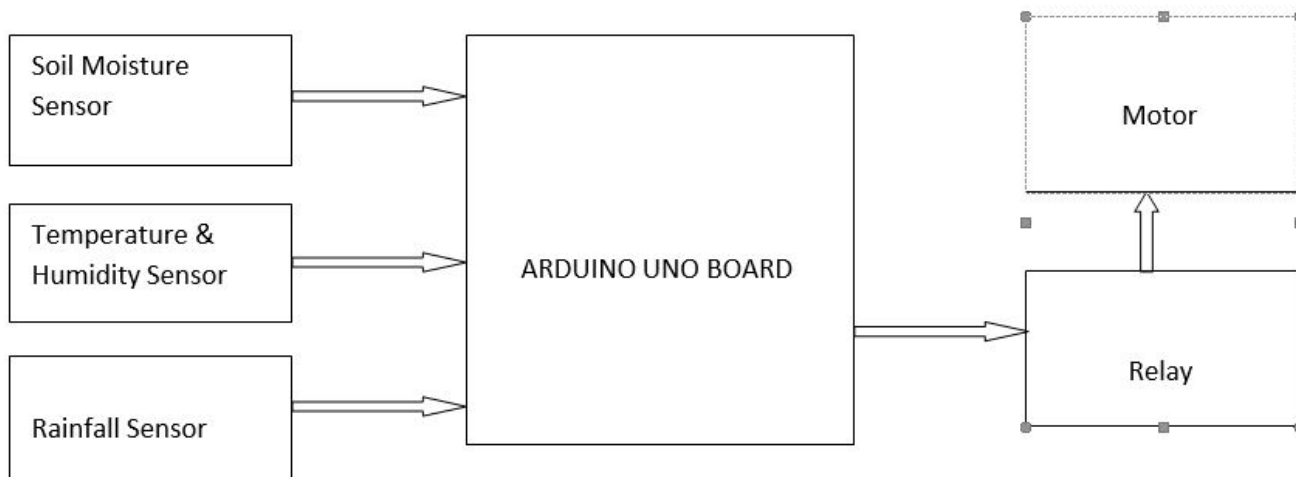 Soil Moisture
Sensor
Temperature &
Humidity Sensor
Rainfall Sensor
ARDUINO UNO BOARD
Motor
Relay